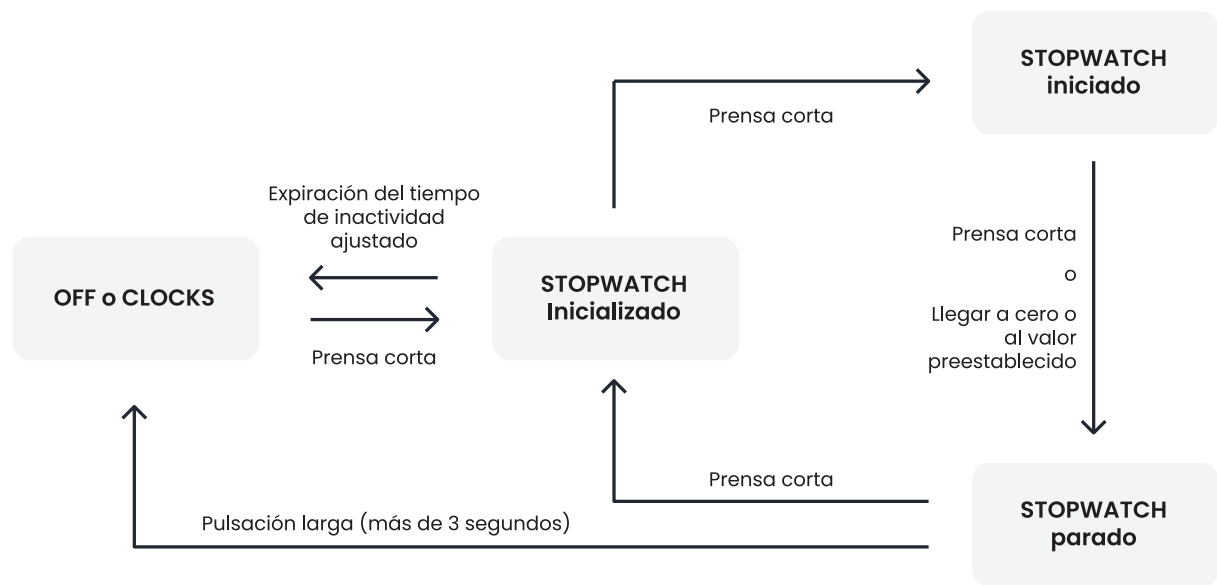 STOPWATCH
iniciado
Prensa corta
Expiración del tiempo
de inactividad
ajustado
Prensa corta
o
Llegar a cero o
al valor
preestablecido
OFF o CLOCKS
STOPWATCH
Inicializado
Prensa corta
Prensa corta
STOPWATCH
parado
Pulsación larga (más de 3 segundos)